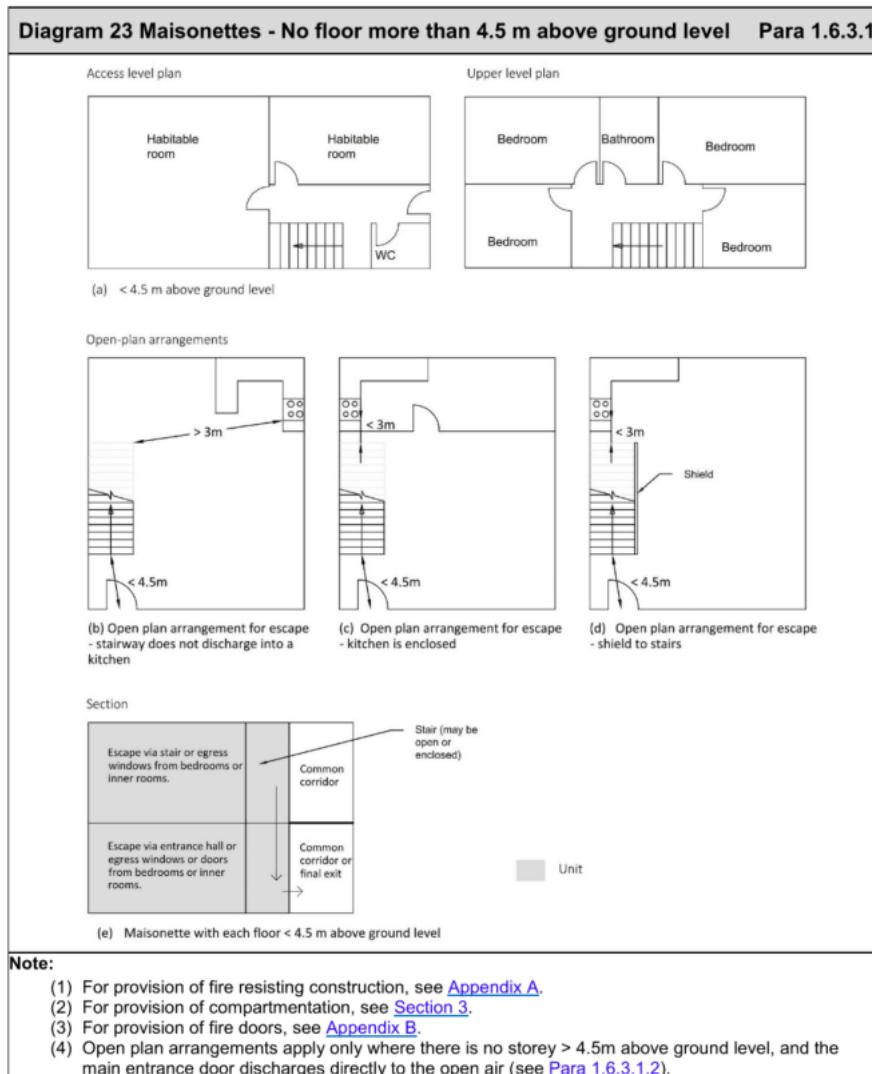 Diagram 23 Maisonettes - No floor more than 4.5 m above ground level Para 1.6.3.1
Access level plan
Upper level plan
Habitable
room
Habitable
room
WC
Bedroom
Bathroom
Bedroom
Bedroom
Bedroom
(a) < 4.5 m above ground level
Open-plan arrangements
> 3m
< 4.5m
< 3m
< 4.5m
< 3m
Shield
< 4.5m
(b) Open plan arrangement for escape
- stairway does not discharge into a
kitchen
(c) Open plan arrangement for escape
- kitchen is enclosed
(d) Open plan arrangement for escape
- shield to stairs
Section
Escape via stair or egress
windows from bedrooms or
inner rooms.
Common
corridor
Stair (may be
open or
enclosed)
Escape via entrance hall or
egress windows or doors
from bedrooms or inner
rooms.
Common
corridor or
final exit
Unit
(e) Maisonette with each floor < 4.5 m above ground level
Note:
(1) For provision of fire resisting construction, see Appendix A.
(2) For provision of compartmentation, see Section 3.
(3) For provision of fire doors, see Appendix B.
(4) Open plan arrangements apply only where there is no storey > 4.5m above ground level, and the
main entrance door discharges directly to the open air (see Para 1.6.3.1.2).